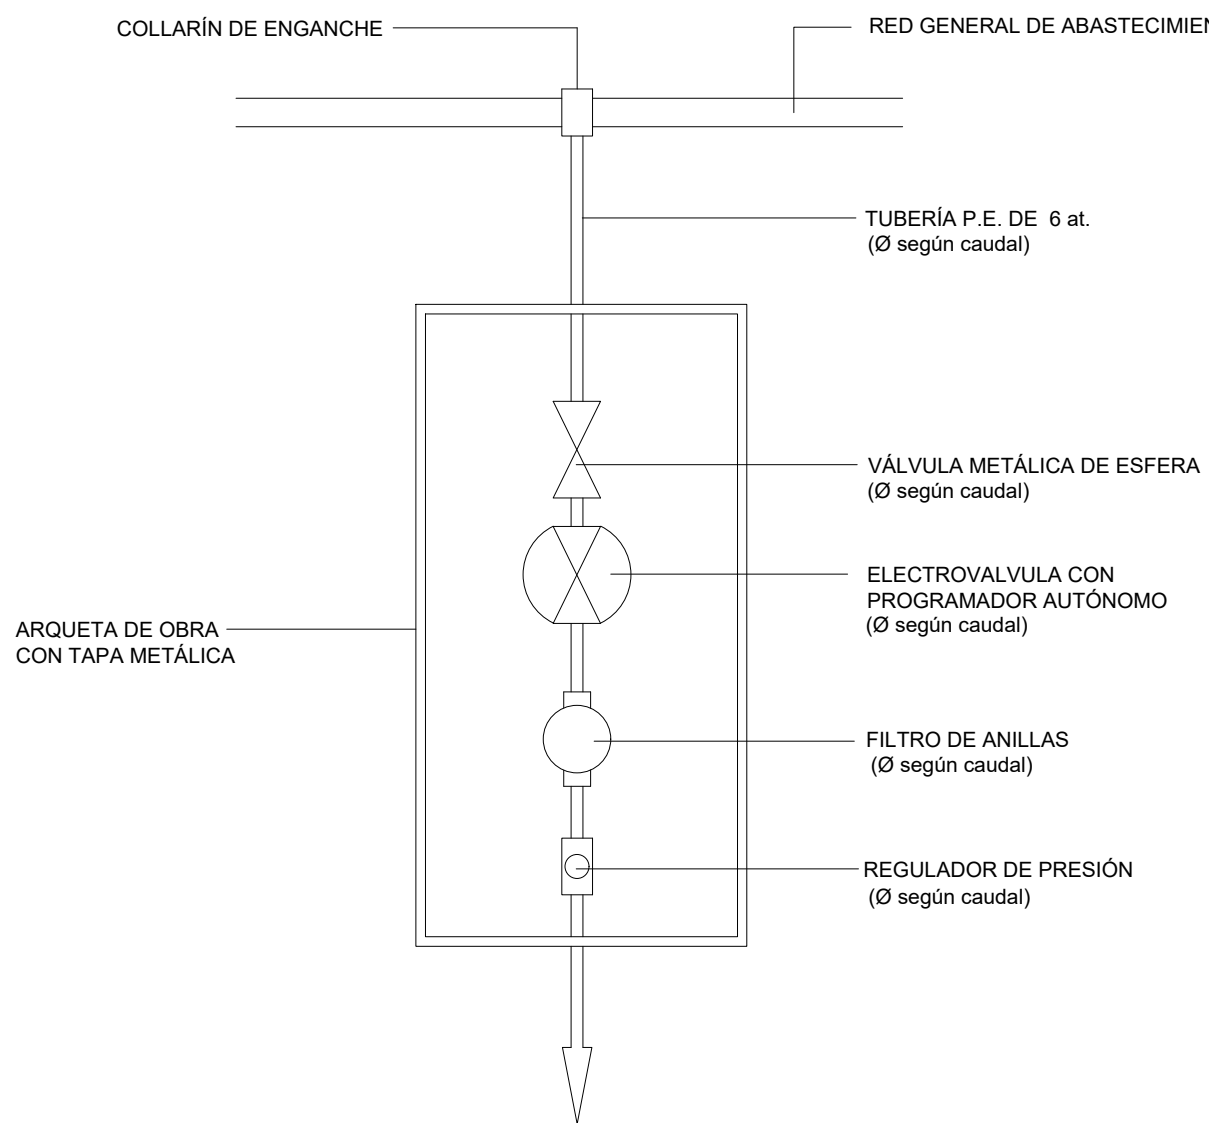 COLLARÍN DE ENGANCHE
RED GENERAL DE
TUBERÍA P.E. DE 6 at.
(Ø según caudal)
VÁLVULA METÁLICA DE ESFERA
(Ø según caudal)
ELECTROVALVULA CON
PROGRAMADOR AUTÓNOMO
(Ø según caudal)
ARQUETA DE OBRA
CON TAPA METÁLICA
FILTRO DE ANILLAS
(Ø según caudal)
REGULADOR DE PRESIÓN
(Ø según caudal)